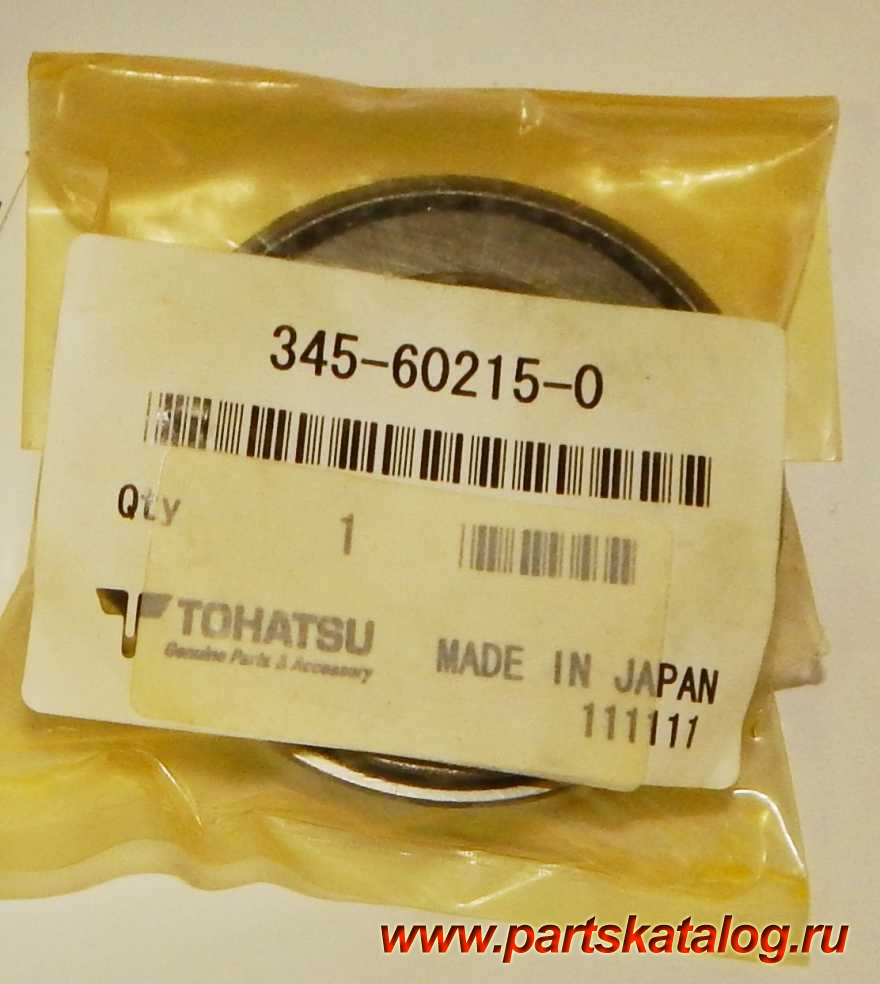 345-60215-0
Qty 1
TOHATSU
Genuine Parts & Accessory
MADE IN JAPAN
111111
www.partskatalog.ru